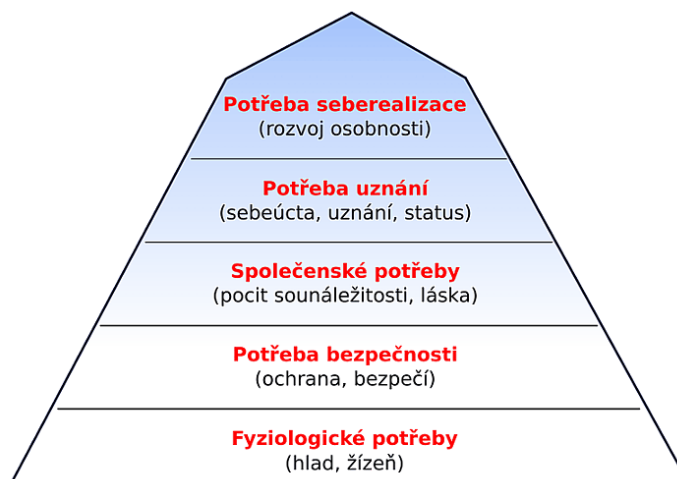 Potřeba seberealizace
(rozvoj osobnosti)
Potřeba uznání
(sebeúcta, uznání, status)
Společenské potřeby
(pocit sounáležitosti, láska)
Potřeba bezpečnosti
(ochrana, bezpečí)
Fyziologické potřeby
(hlad, žízeň)